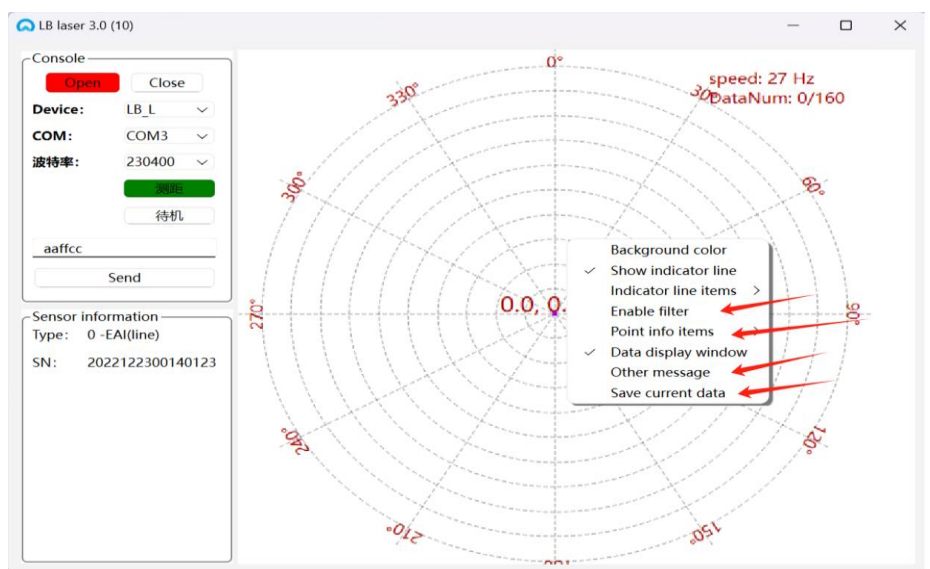 LB laser 3.0 (10)
Console
Open Close
Device: LB_L
COM: COM3
波特率: 230400
测距
待机
aaffcc
Send
Sensor information
Type: 0 -EAI(line)
SN: 2022122300140123
speed: 27 Hz
DataNum: 0/160
0°
30°
60°
90°
120°
150°
210°
240°
270°
300°
330°
0.0, 0.
Background color
Show indicator line
Indicator line items
Enable filter
Point info items
Data display window
Other message
Save current data